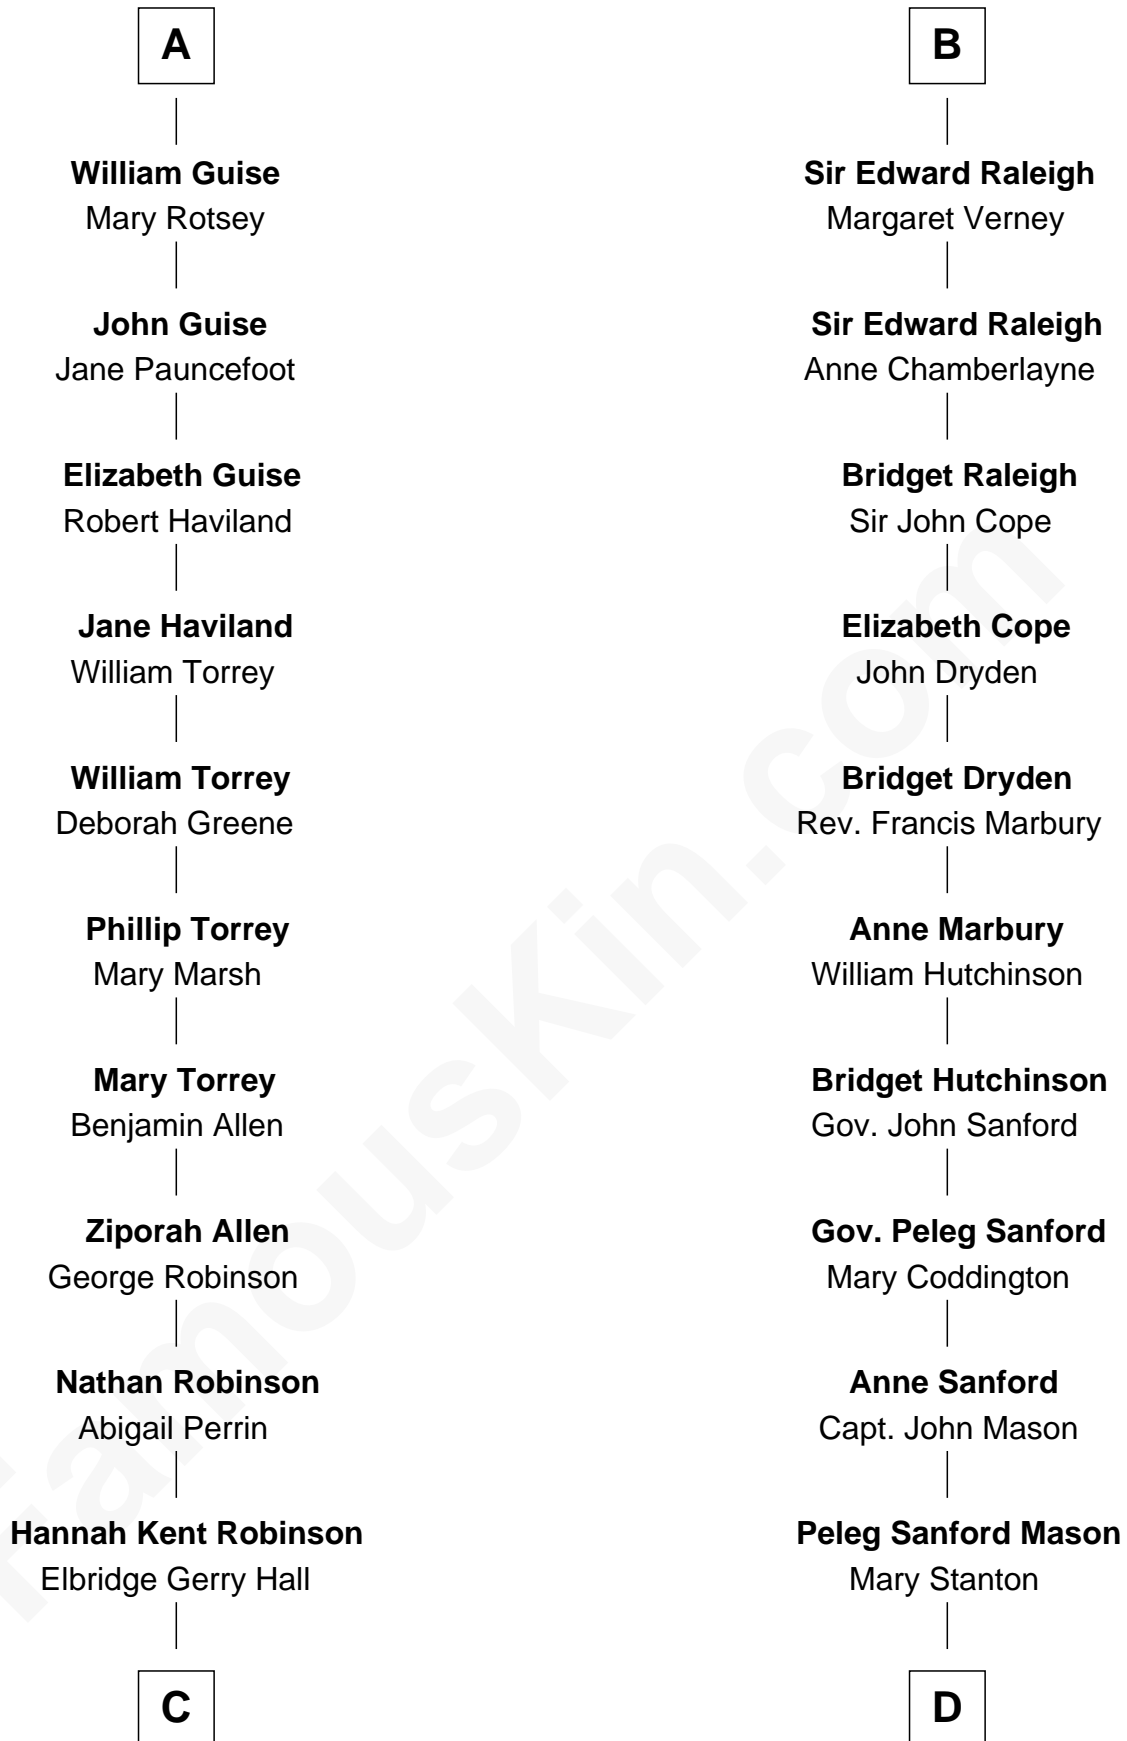 A
William Guise
Mary Rotsey
John Guise
Jane Pauncefoot
Elizabeth Guise
Robert Haviland
Jane Haviland
William Torrey
William Torrey
Deborah Greene
Phillip Torrey
Mary Marsh
Mary Torrey
Benjamin Allen
Ziporah Allen
George Robinson
Nathan Robinson
Abigail Perrin
Hannah Kent Robinson
Elbridge Gerry Hall
C
B
Sir Edward Raleigh
Margaret Verney
Sir Edward Raleigh
Anne Chamberlayne
Bridget Raleigh
Sir John Cope
Elizabeth Cope
John Dryden
Bridget Dryden
Rev. Francis Marbury
Anne Marbury
William Hutchinson
Bridget Hutchinson
Gov. John Sanford
Gov. Peleg Sanford
Mary Coddington
Anne Sanford
Capt. John Mason
Peleg Sanford Mason
Mary Stanton
D
FamousKin.com